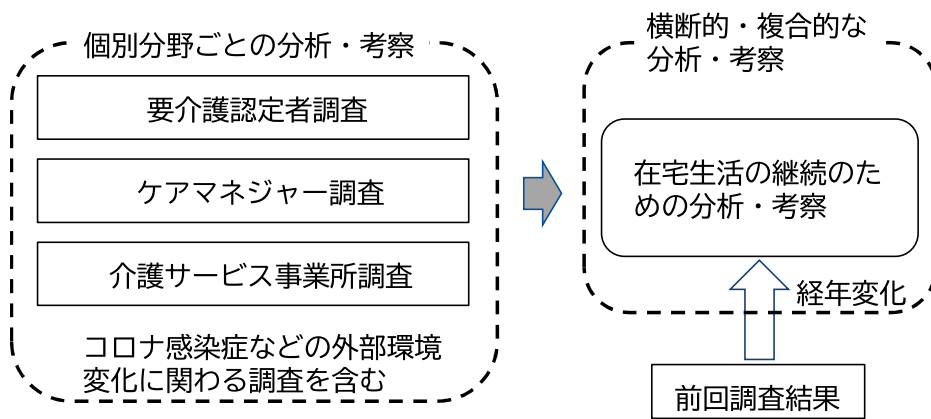 個別分野ごとの分析・考察
要介護認定者調査
ケアマネジャー調査
介護サービス事業所調査
コロナ感染症などの外部環境
変化に関わる調査を含む
横断的・複合的な
分析・考察
在宅生活の継続のた
めの分析・考察
経年変化
前回調査結果